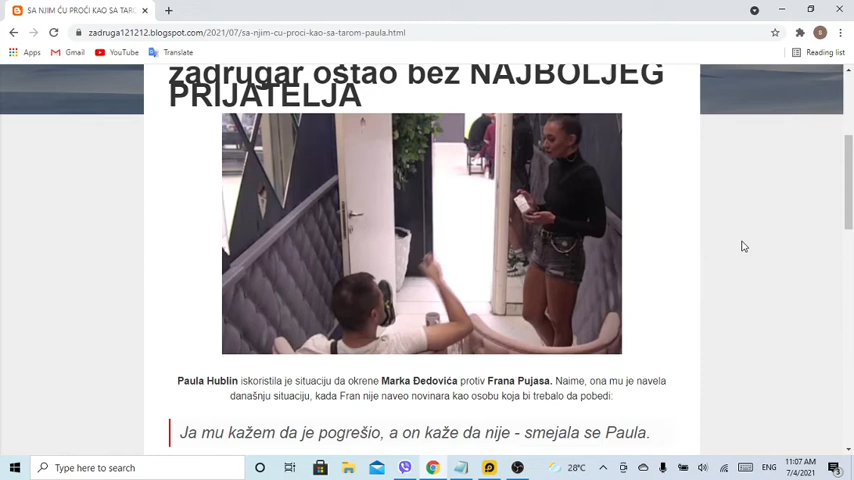 SA NJIM ĆU PROĆI KAO SA TAROM
zadruga121212.blogspot.com/2021/07/sa-njim-cu-proci-kao-sa-tarom-paula.html
Apps
Gmail
YouTube
Translate
Reading list
zadrugar ostao bez NAJBOLJEG
PRIJATELJA
Paula Hublin iskoristila je situaciju da okrene Marka Đedovića protiv Frana Pujasa. Naime, ona mu je navela
današnju situaciju, kada Fran nije naveo novinara kao osobu koja bi trebalo da pobedi:
Ja mu kažem da je pogrešio, a on kaže da nije - smejala se Paula.
Type here to search
28°C
ENG
11:07 AM
7/4/2021
3